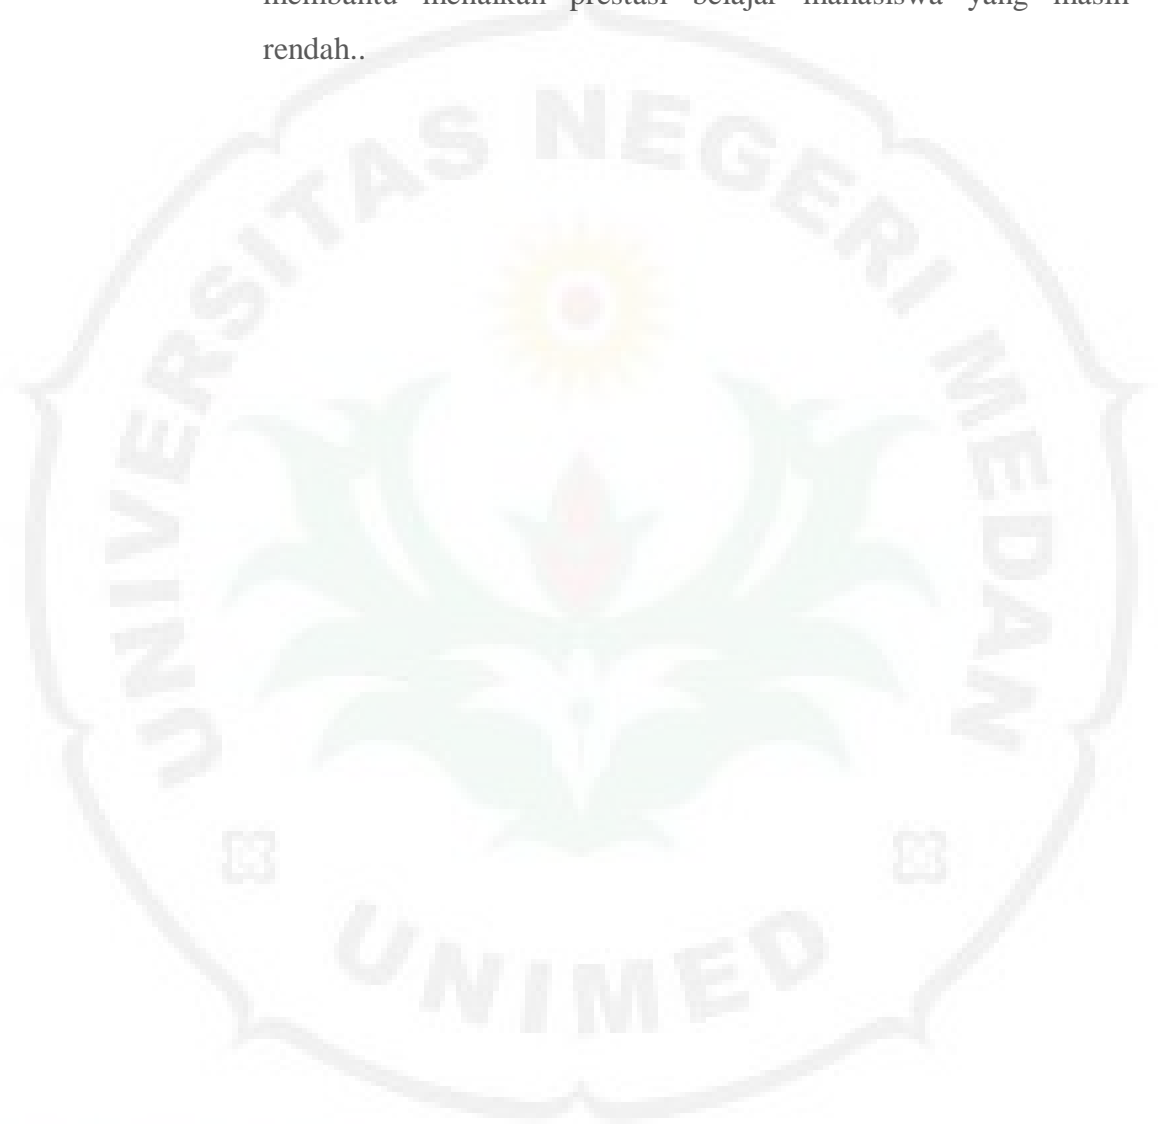 membantu menaikan prestasi belajar mahasiswa yang masih
rendah..
UNIVERSITAS NEGERI MEDAN
UNIMED